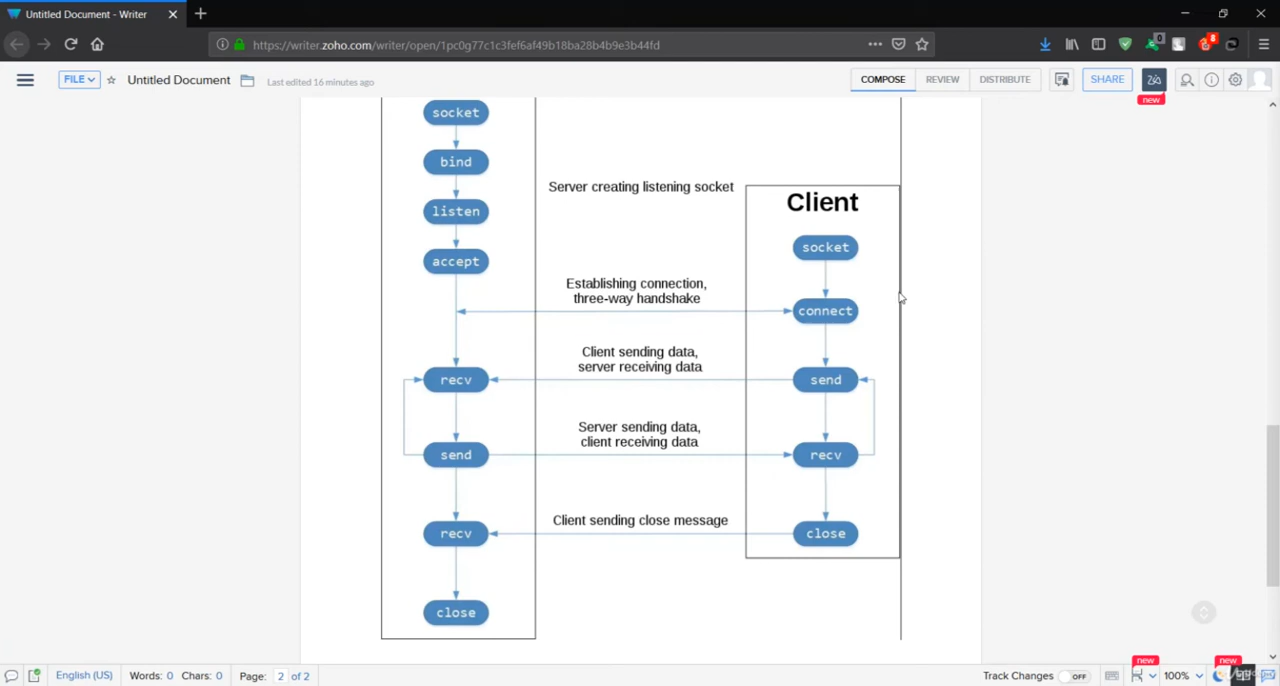 Untitled Document - Writer
https://writer.zoho.com/writer/open/1pc0g77c1c3fef6af49b18ba28b4b9e3b44fd
0
8
FILE
Untitled Document
Last edited 16 minutes ago
COMPOSE
REVIEW
DISTRIBUTE
SHARE
new
socket
bind
listen
accept
recv
send
recv
close
Server creating listening socket
Establishing connection,
three-way handshake
Client sending data,
server receiving data
Server sending data,
client receiving data
Client sending close message
Client
socket
connect
send
recv
close
English (US)
Words: 0
Chars: 0
Page: 2 of 2
Track Changes
OFF
new
100%
new